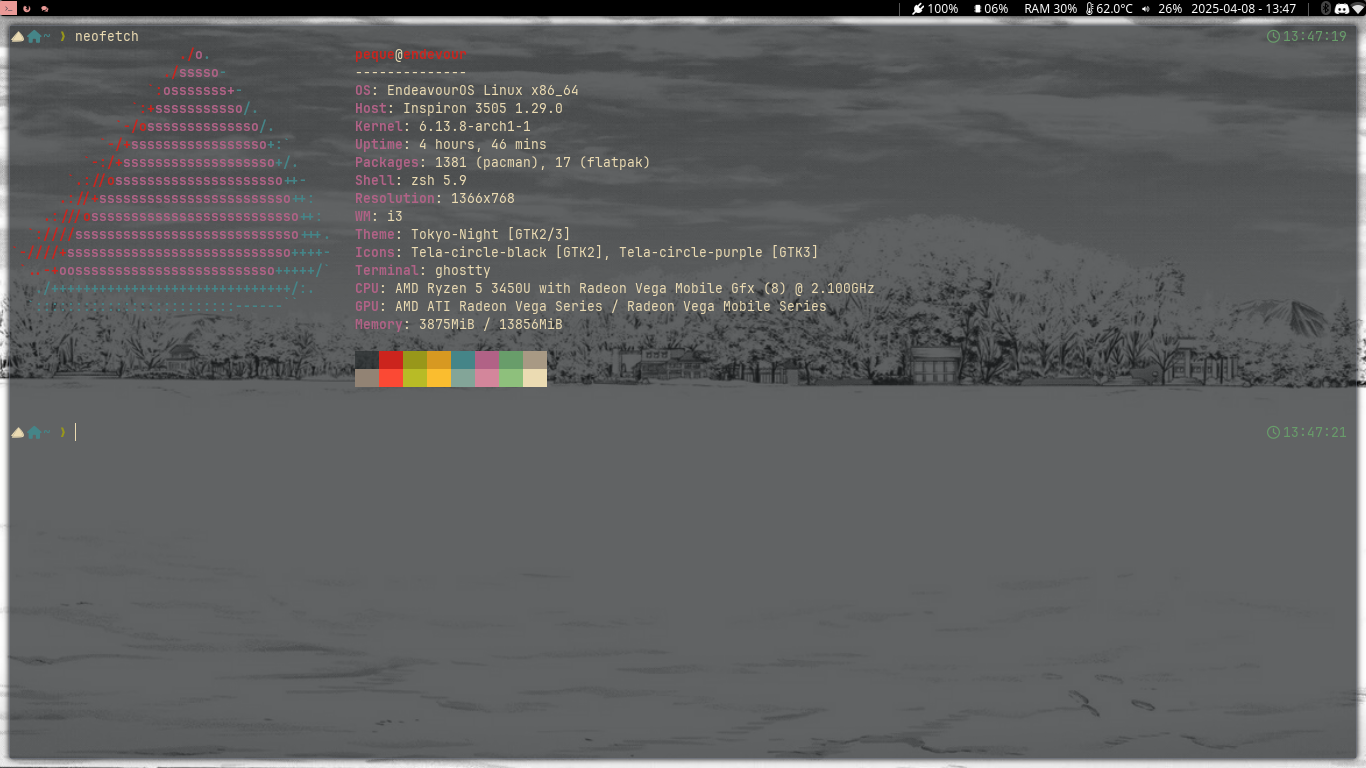 100% 06% RAM 30% 62.0°C 26% 2025-04-08 - 13:47
~ ❯ neofetch 13:47:19
./o. peque@endevour
./sssso- --------------
`:osssssss+- OS: EndeavourOS Linux x86_64
`:+sssssssssso/. Host: Inspiron 3505 1.29.0
`-/ossssssssssssso/. Kernel: 6.13.8-arch1-1
`-/+sssssssssssssssso+:` Uptime: 4 hours, 46 mins
`-:/+sssssssssssssssssso+/. Packages: 1381 (pacman), 17 (flatpak)
`.://osssssssssssssssssssso++- Shell: zsh 5.9
.://+ssssssssssssssssssssssso++: Resolution: 1366x768
.:///ossssssssssssssssssssssssso++: WM: i3
`:////ssssssssssssssssssssssssssso+++. Theme: Tokyo-Night [GTK2/3]
`-////+ssssssssssssssssssssssssssso++++- Icons: Tela-circle-black [GTK2], Tela-circle-purple [GTK3]
`..-+oosssssssssssssssssssssssso+++++/` Terminal: ghostty
./++++++++++++++++++++++++++++++/:. CPU: AMD Ryzen 5 3450U with Radeon Vega Mobile Gfx (8) @ 2.100GHz
`:::::::::::::::::::::::::------`` GPU: AMD ATI Radeon Vega Series / Radeon Vega Mobile Series
Memory: 3875MiB / 13856MiB
~ ❯ 13:47:21